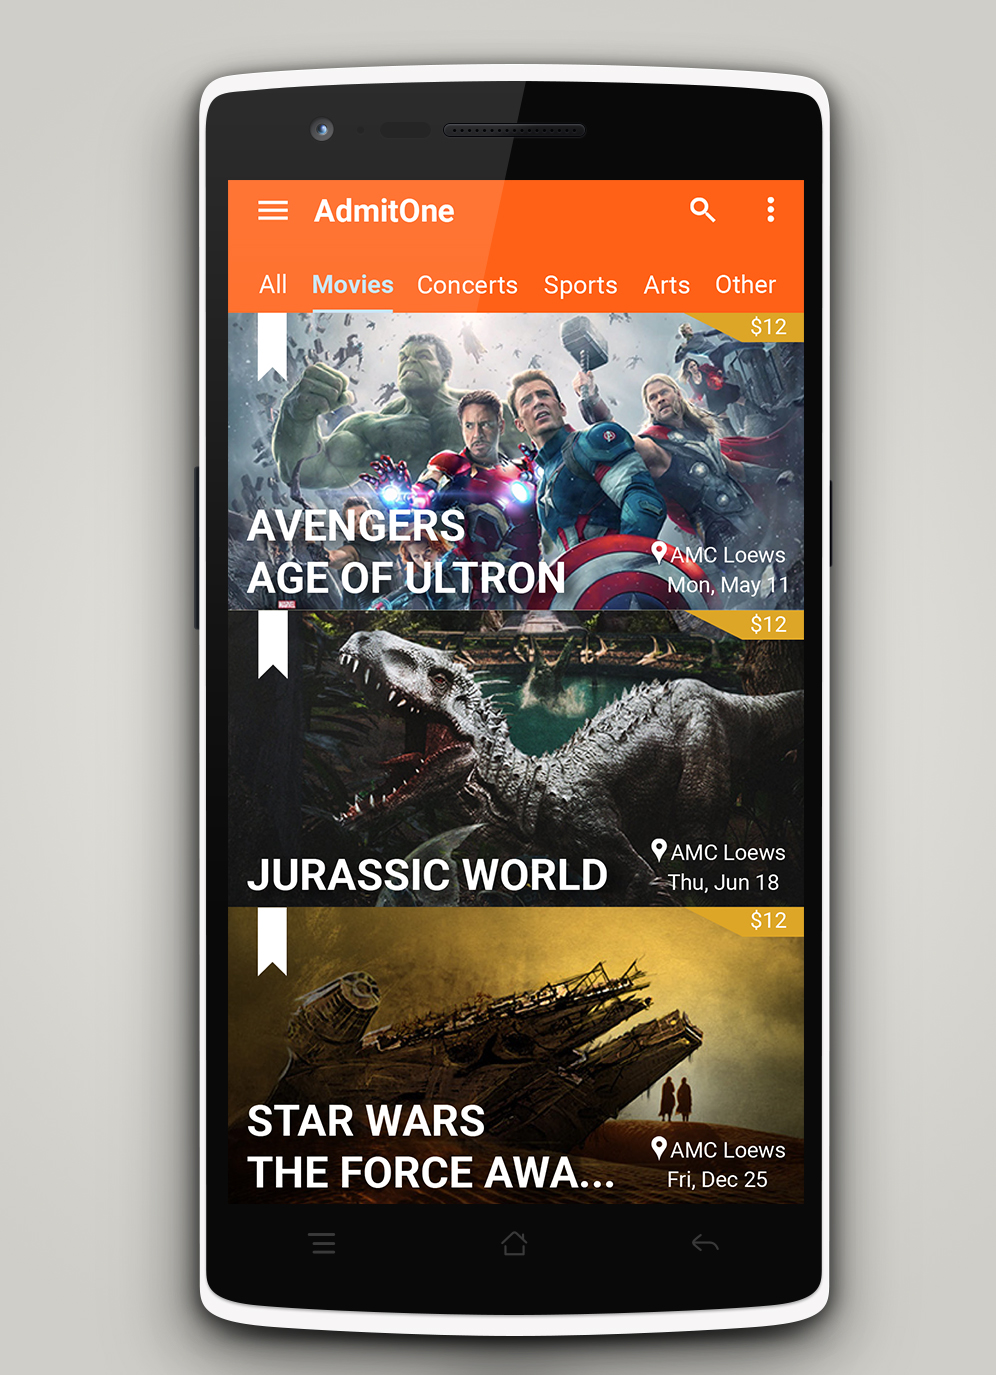 AdmitOne
All Movies Concerts Sports Arts Other
$12
AVENGERS
AGE OF ULTRON
AMC Loews
Mon, May 11
MARVEL
$12
JURASSIC WORLD
AMC Loews
Thu, Jun 18
$12
STAR WARS
THE FORCE AWA...
AMC Loews
Fri, Dec 25